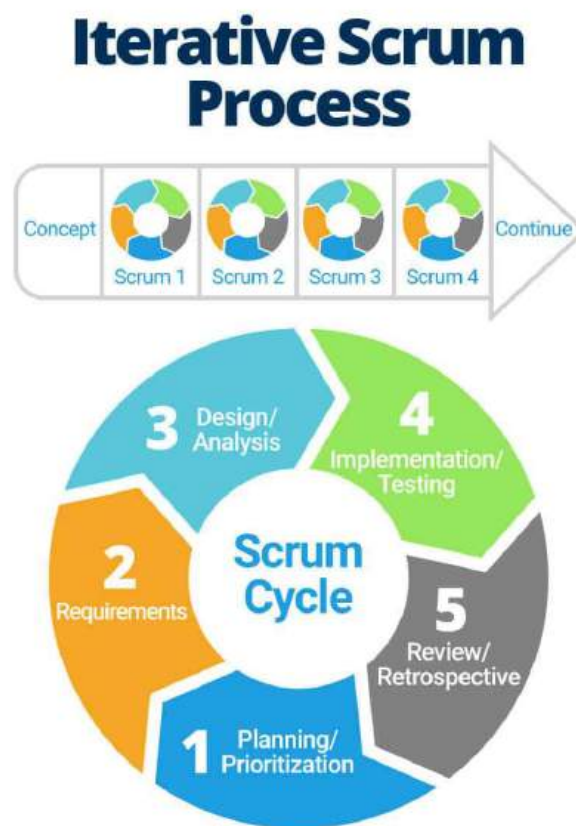 Iterative Scrum
Process
Concept
Scrum 1
Scrum 2
Scrum 3
Scrum 4
Continue
3 Design/
Analysis
4
Implementation/
Testing
2
Requirements
Scrum
Cycle
5
Review/
Retrospective
1 Planning/
Prioritization